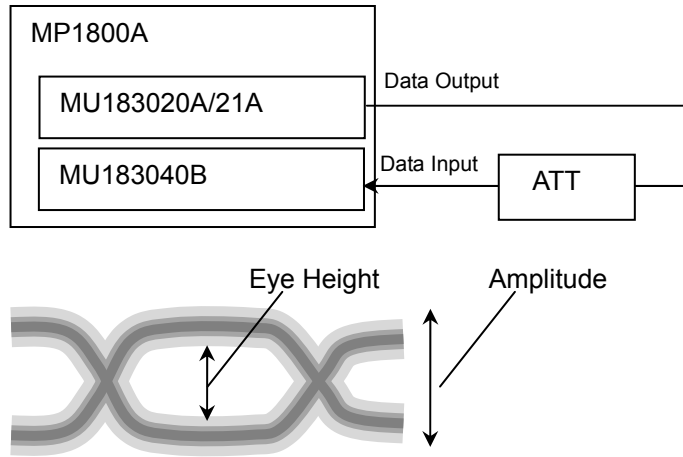 MP1800A
MU183020A/21A
Data Output
MU183040B
Data Input
ATT
Eye Height
Amplitude